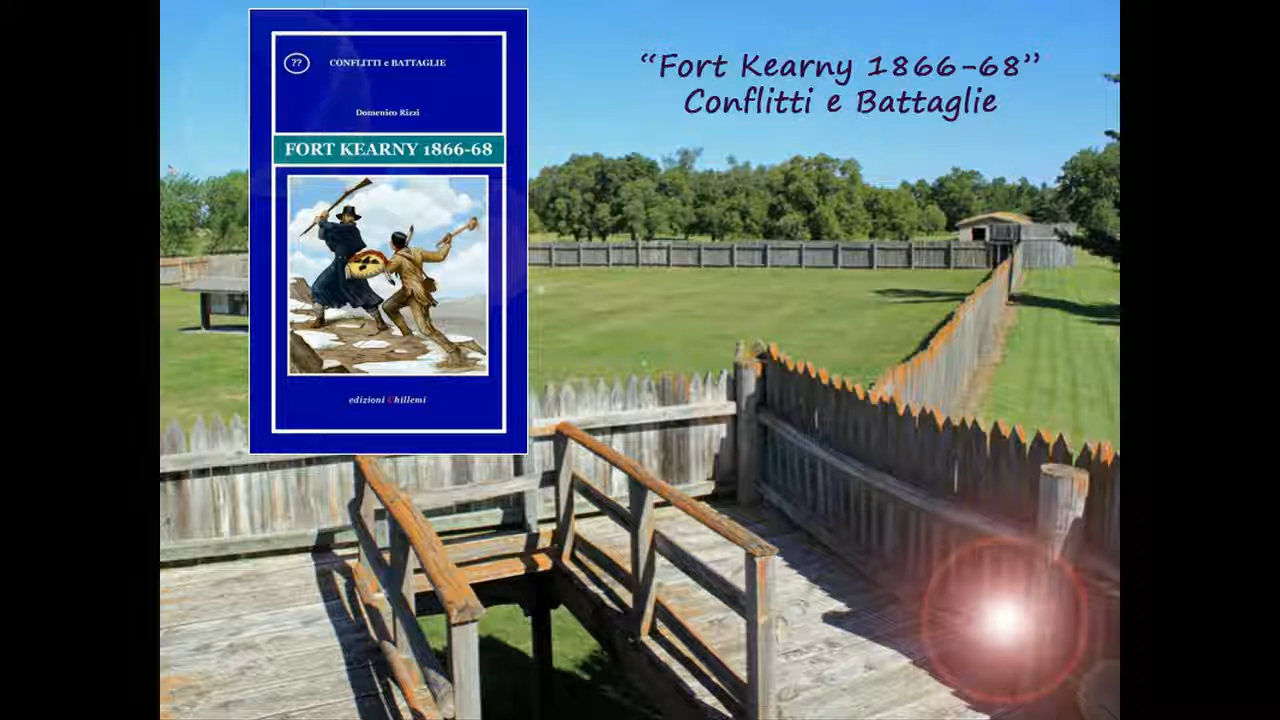 ??
CONFLITTI e BATTAGLIE
Domenico Rizzi
FORT KEARNY 1866-68
edizioni Chillemi
“Fort Kearny 1866-68”
Conflitti e Battaglie